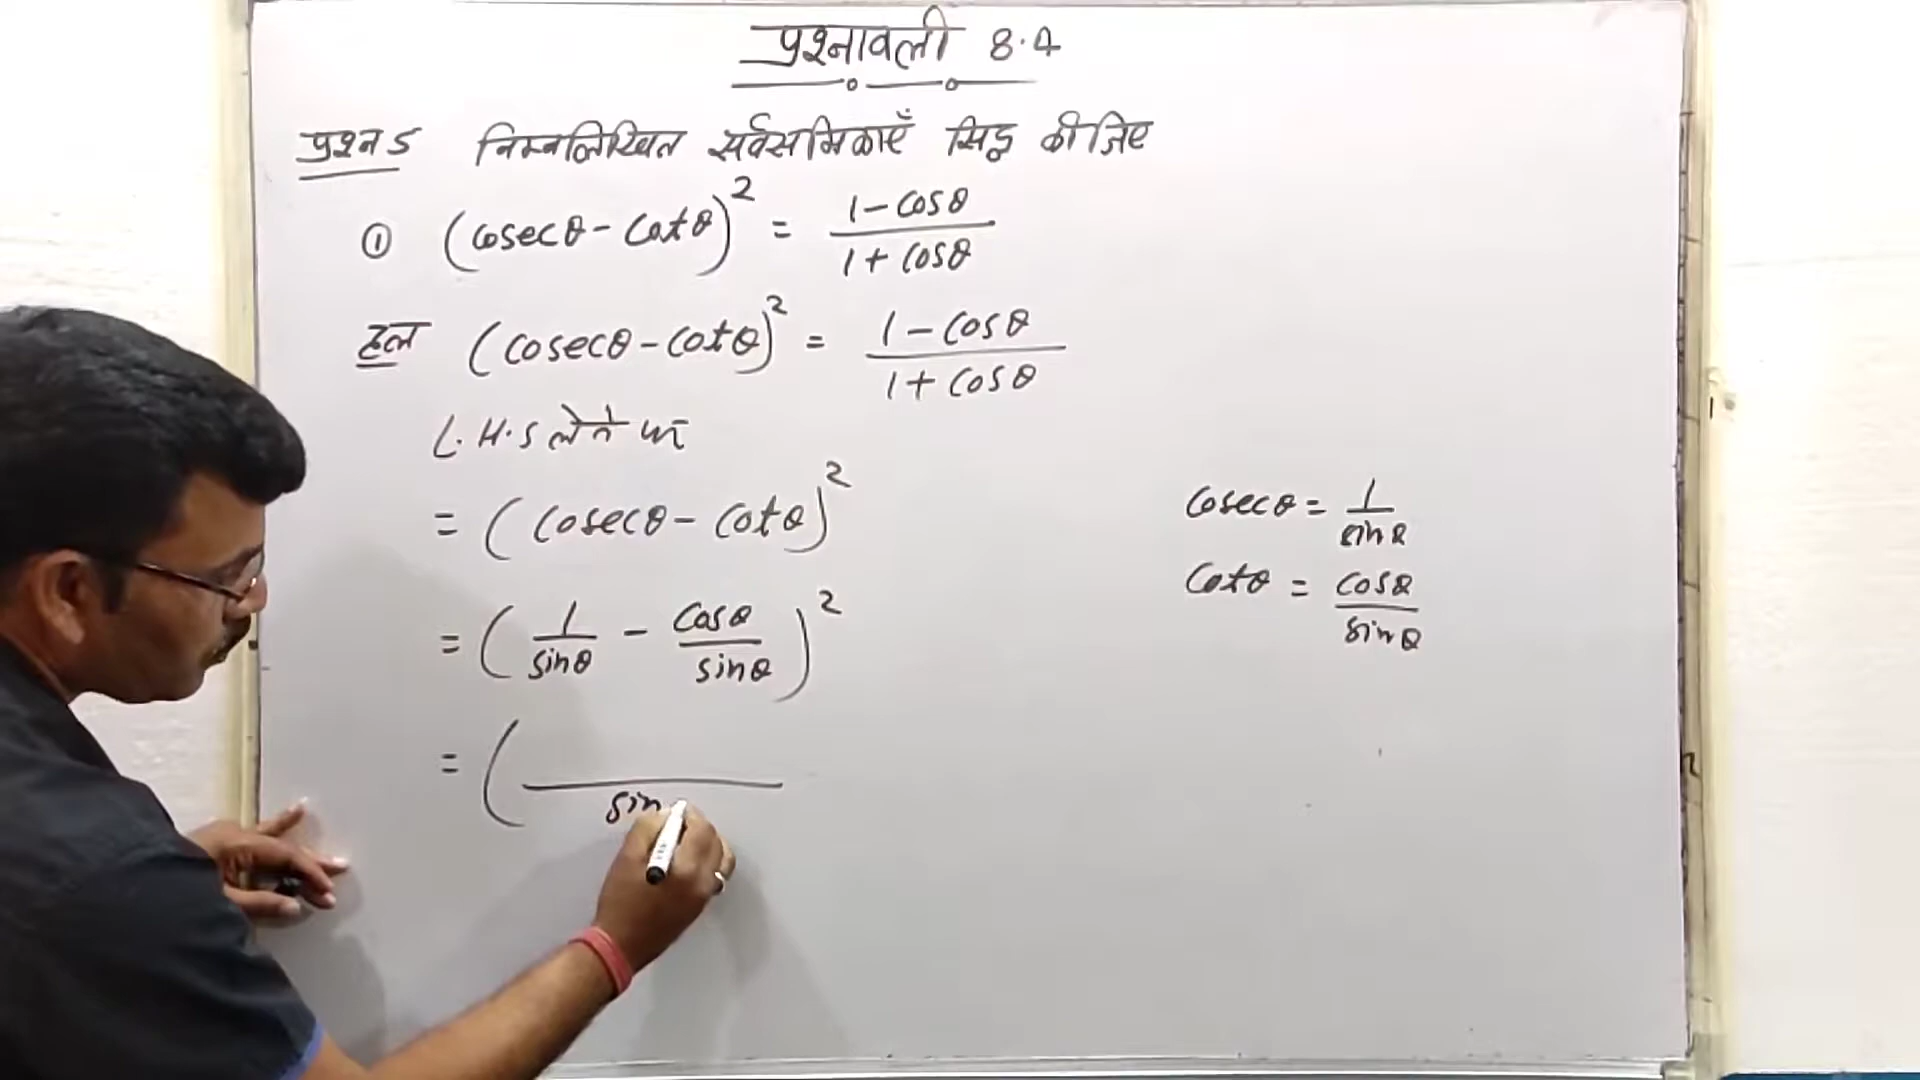 प्रश्नावली 8.4
प्रश्न 5 निम्नलिखित सर्वसमिकाएँ सिद्ध कीजिए
① (cosecθ - cotθ)² = (1 - cosθ)/(1 + cosθ)
हल (cosecθ - cotθ)² = (1 - cosθ)/(1 + cosθ)
L.H.S लेने पर
= (cosecθ - cotθ)²
= (1/sinθ - cosθ/sinθ)²
= ( /sin
cosecθ = 1/sinθ
cotθ = cosθ/sinθ